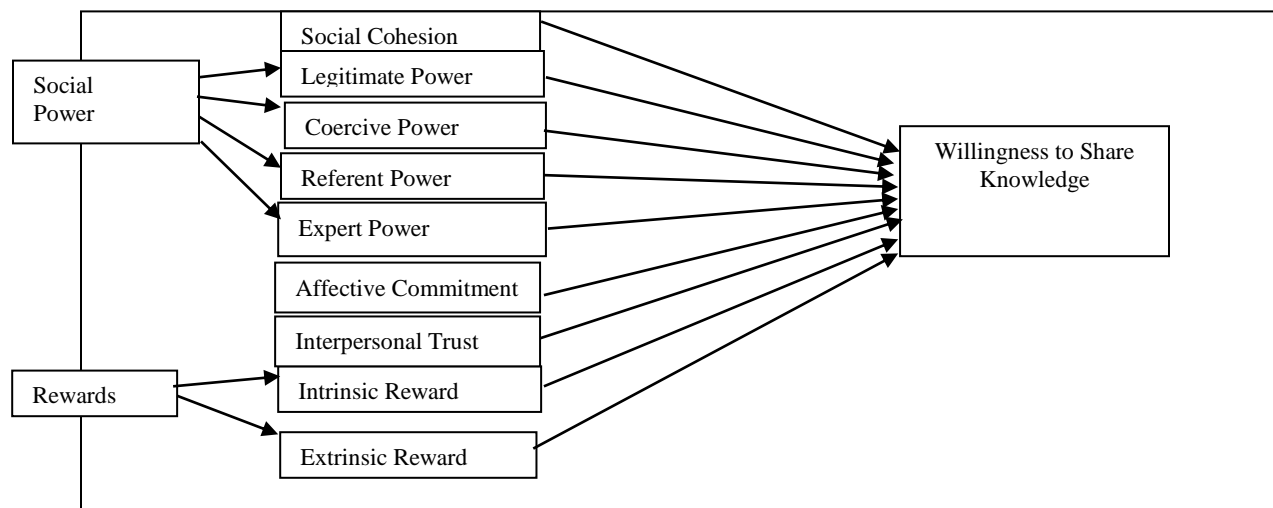 Social Cohesion
Social
Power
Legitimate Power
Coercive Power
Referent Power
Expert Power
Willingness to Share
Knowledge
Affective Commitment
Interpersonal Trust
Rewards
Intrinsic Reward
Extrinsic Reward